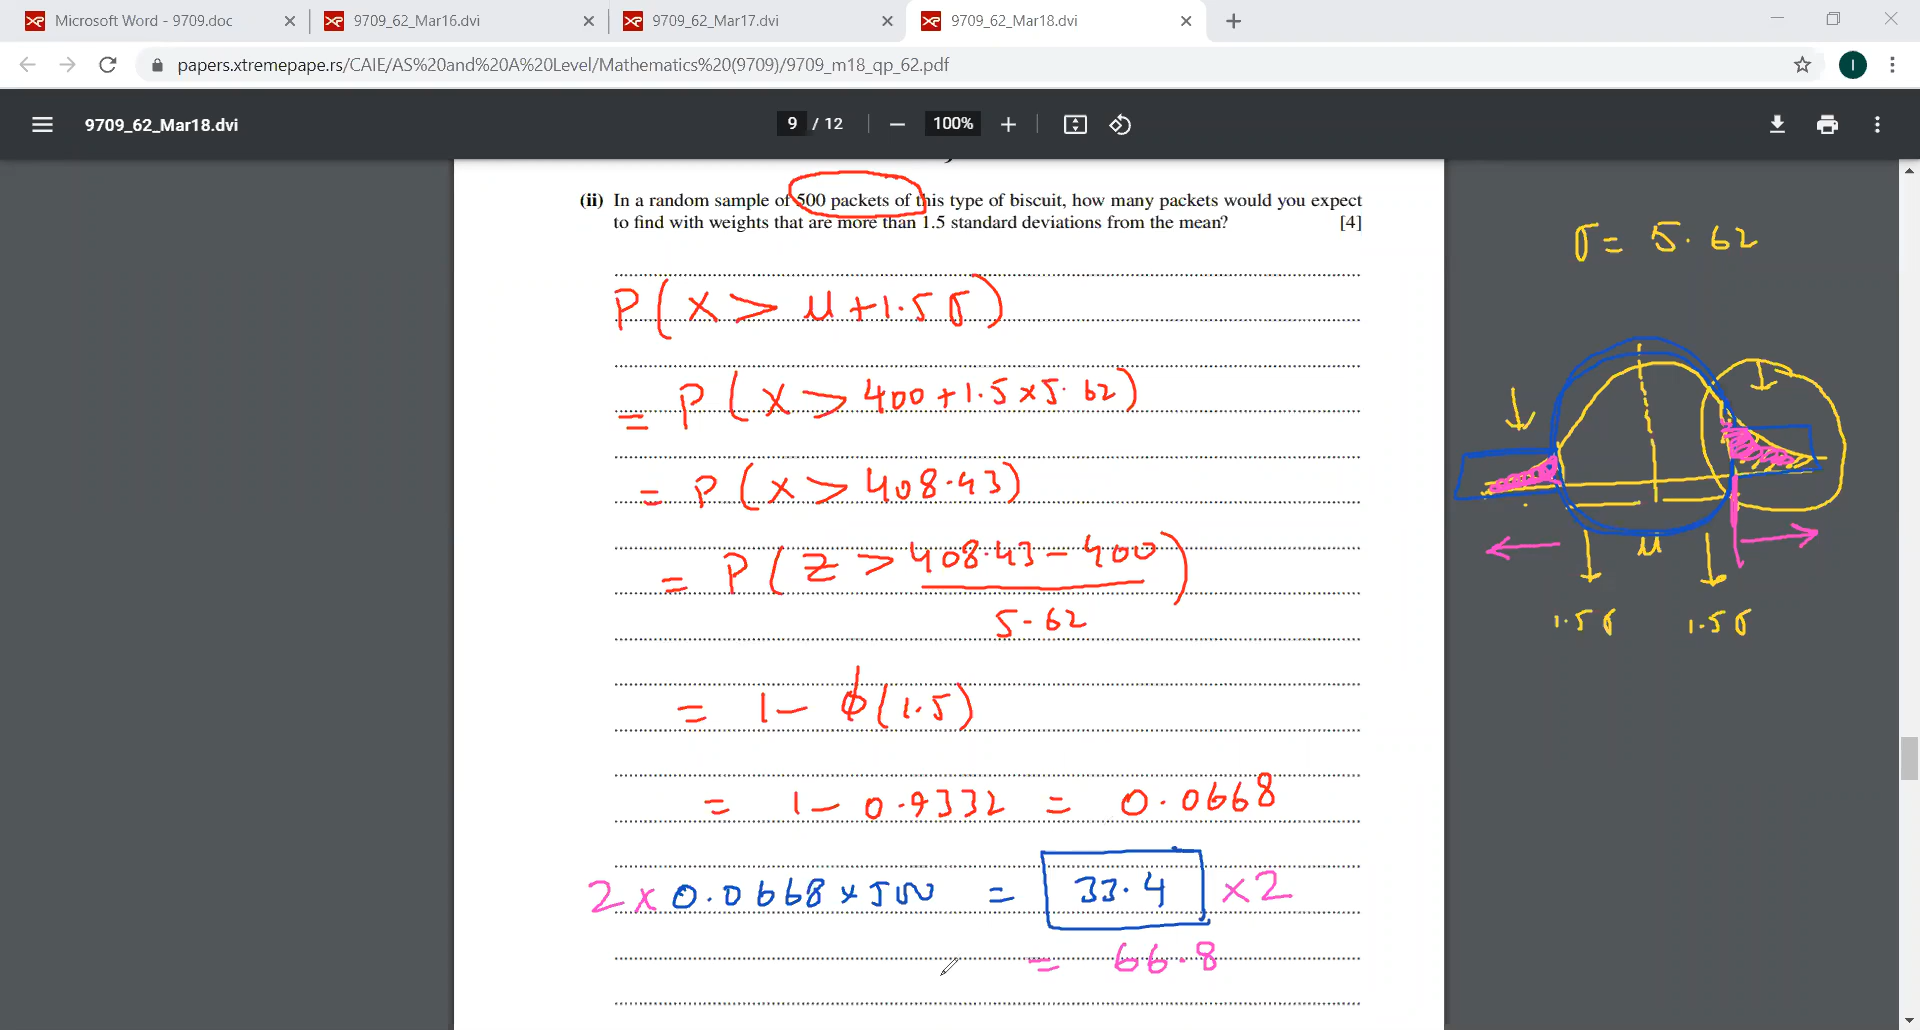 Microsoft Word - 9709.doc
9709_62_Mar16.dvi
9709_62_Mar17.dvi
9709_62_Mar18.dvi
papers.xtremepape.rs/CAIE/AS%20and%20A%20Level/Mathematics%20(9709)/9709_m18_qp_62.pdf
I
9709_62_Mar18.dvi
9 / 12
100%
(ii) In a random sample of 500 packets of this type of biscuit, how many packets would you expect
to find with weights that are more than 1.5 standard deviations from the mean? [4]
σ = 5.62
P(X > μ + 1.5σ)
= P(X > 400 + 1.5 × 5.62)
= P(X > 408.43)
= P(Z > 408.43 - 400
5.62
)
= 1 - ϕ(1.5)
= 1 - 0.9332 = 0.0668
2 × 0.0668 × 500 = 33.4 × 2
= 66.8
μ
1.5σ 1.5σ